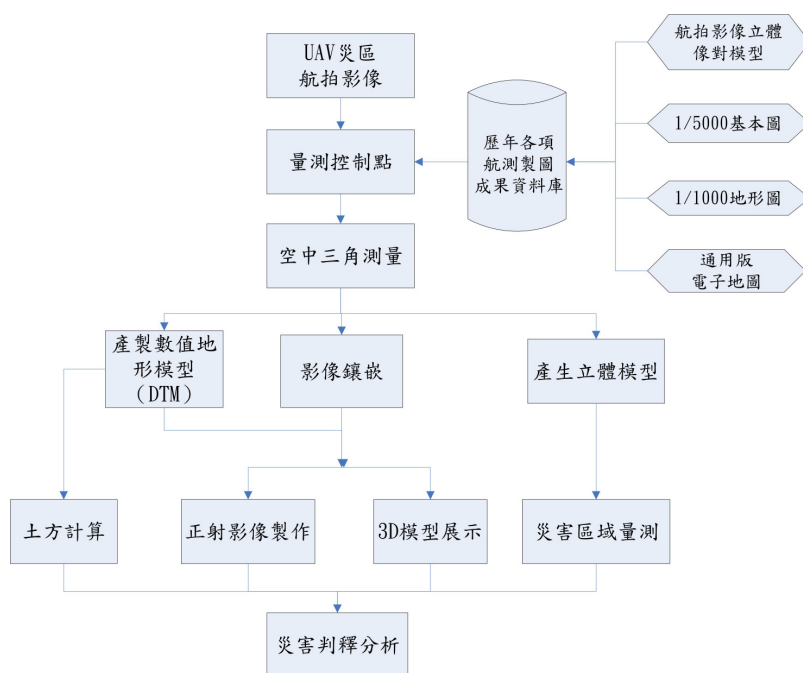 UAV災區
航拍影像
量測控制點
空中三角測量
歷年各項
航測製圖
成果資料庫
航拍影像立體
像對模型
1/5000基本圖
1/1000地形圖
通用版
電子地圖
產製數值地
形模型
(DTM)
影像鑲嵌
產生立體模型
土方計算
正射影像製作
3D模型展示
災害區域量測
災害判釋分析